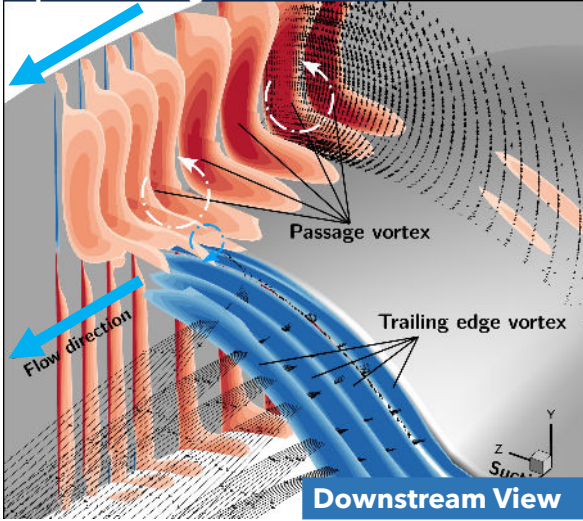 Passage vortex
Trailing edge vortex
Flow direction
Y
Z
Downstream View